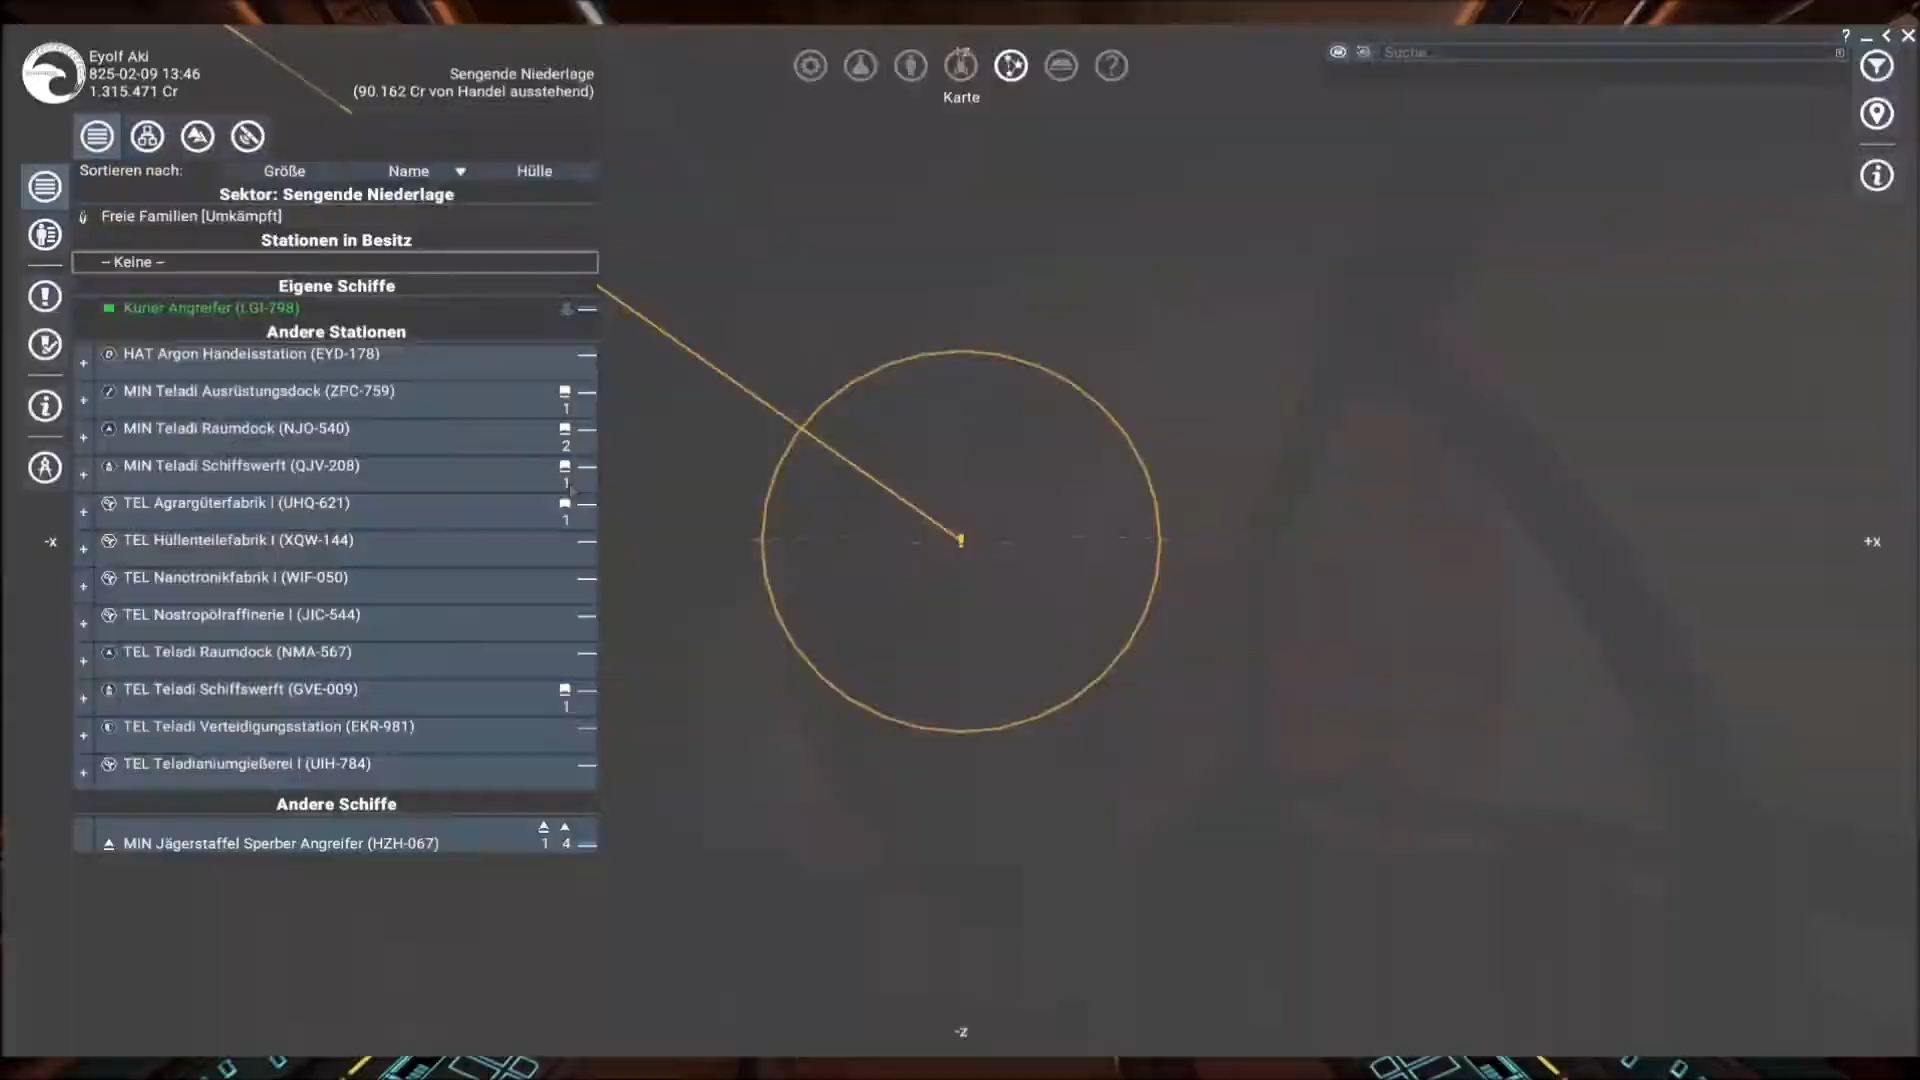 Eyolf Aki
825-02-09 13:46
1.315.471 Cr
Sengende Niederlage
(90.162 Cr von Handel ausstehend)
Karte
Suche...
Sortieren nach:
Größe
Name
Hülle
Sektor: Sengende Niederlage
Freie Familien [Umkämpft]
Stationen in Besitz
-- Keine --
Eigene Schiffe
Kurier Angreifer (LGI-798)
Andere Stationen
HAT Argon Handelsstation (EYD-178)
MIN Teladi Ausrüstungsdock (ZPC-759)
1
MIN Teladi Raumdock (NJO-540)
2
MIN Teladi Schiffswerft (QJV-208)
1
TEL Agrargüterfabrik I (UHQ-621)
1
TEL Hüllenteilefabrik I (XQW-144)
TEL Nanotronikfabrik I (WIF-050)
TEL Nostropölraffinerie I (JIC-544)
TEL Teladi Raumdock (NMA-567)
TEL Teladi Schiffswerft (GVE-009)
1
TEL Teladi Verteidigungsstation (EKR-981)
TEL Teladianiumgießerei I (UIH-784)
Andere Schiffe
MIN Jägerstaffel Sperber Angreifer (HZH-067)
1 4
-x
+x
-z